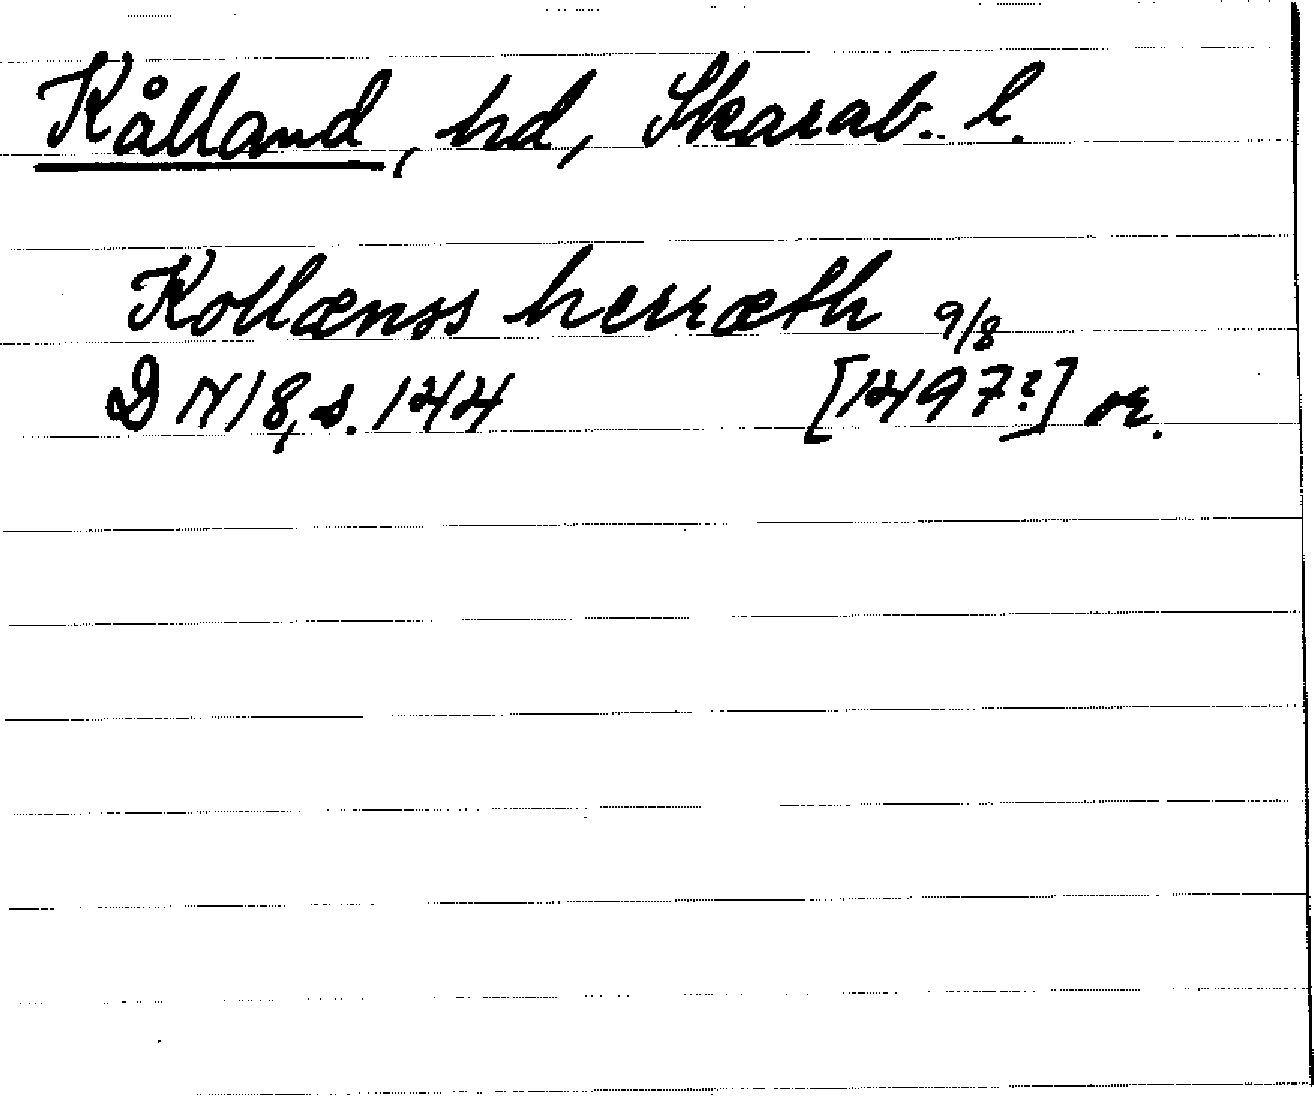 Kålland, hd, Skarab. l.
Kollænss herræth 9/8
DN 18, s. 144 [1497?] or.